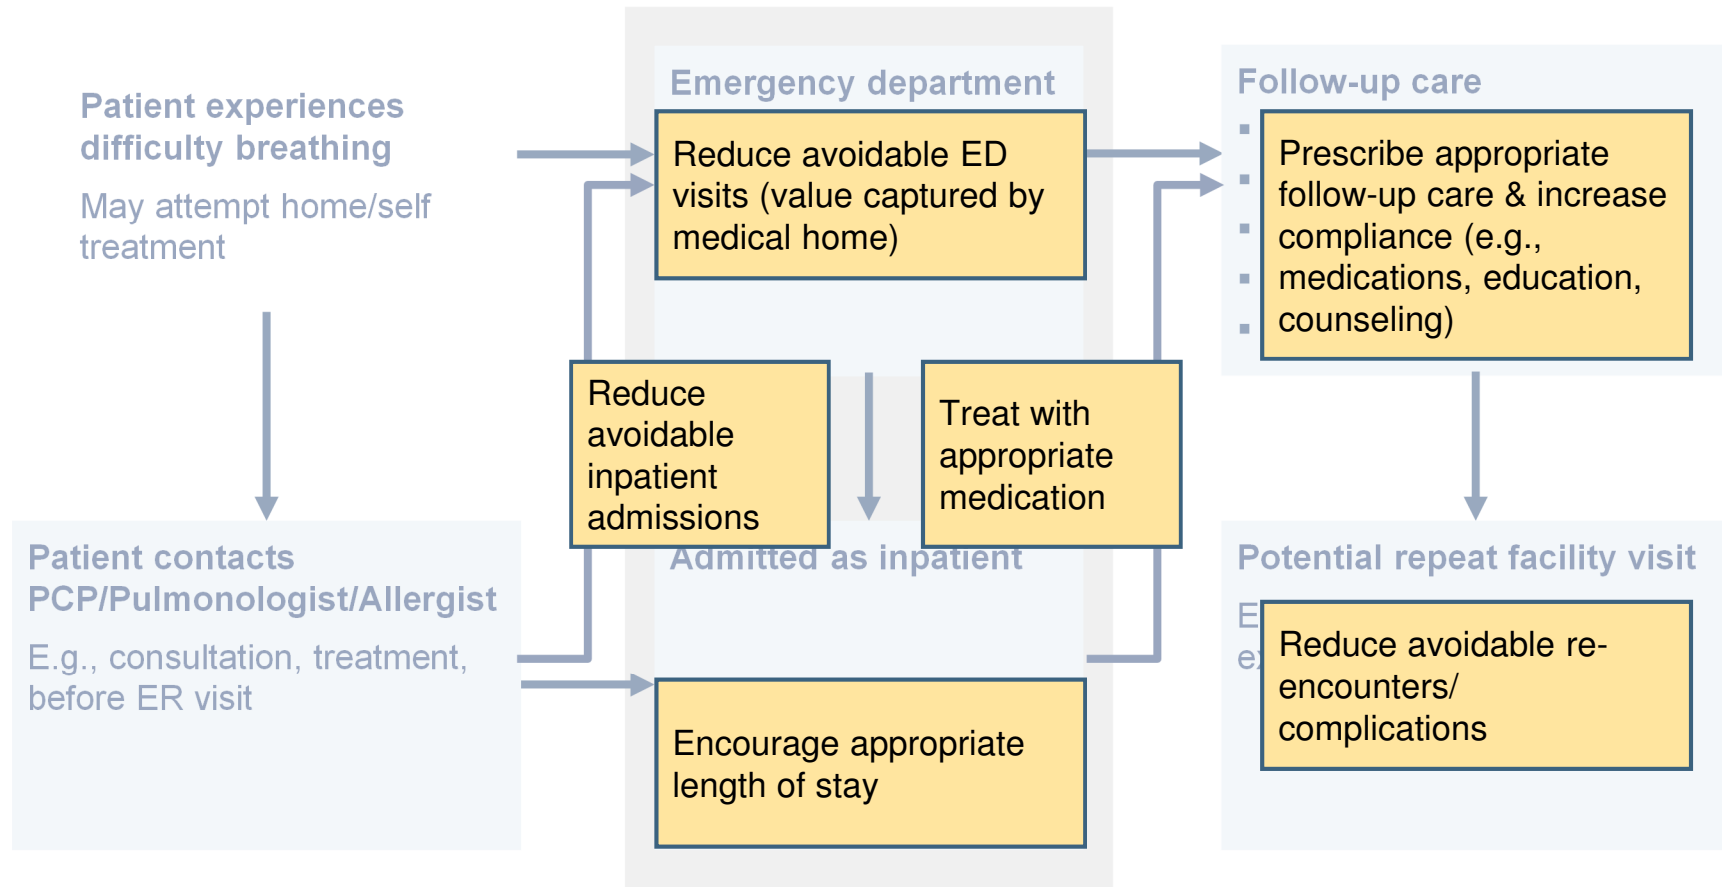 Patient experiences
difficulty breathing
May attempt home/self
treatment
Patient contacts
PCP/Pulmonologist/Allergist
E.g., consultation, treatment,
before ER visit
Emergency department
Reduce avoidable ED
visits (value captured by
medical home)
Reduce
avoidable
inpatient
admissions
Treat with
appropriate
medication
Admitted as inpatient
Encourage appropriate
length of stay
Follow-up care
Prescribe appropriate
follow-up care & increase
compliance (e.g.,
medications, education,
counseling)
Potential repeat facility visit
Reduce avoidable re-
encounters/
complications